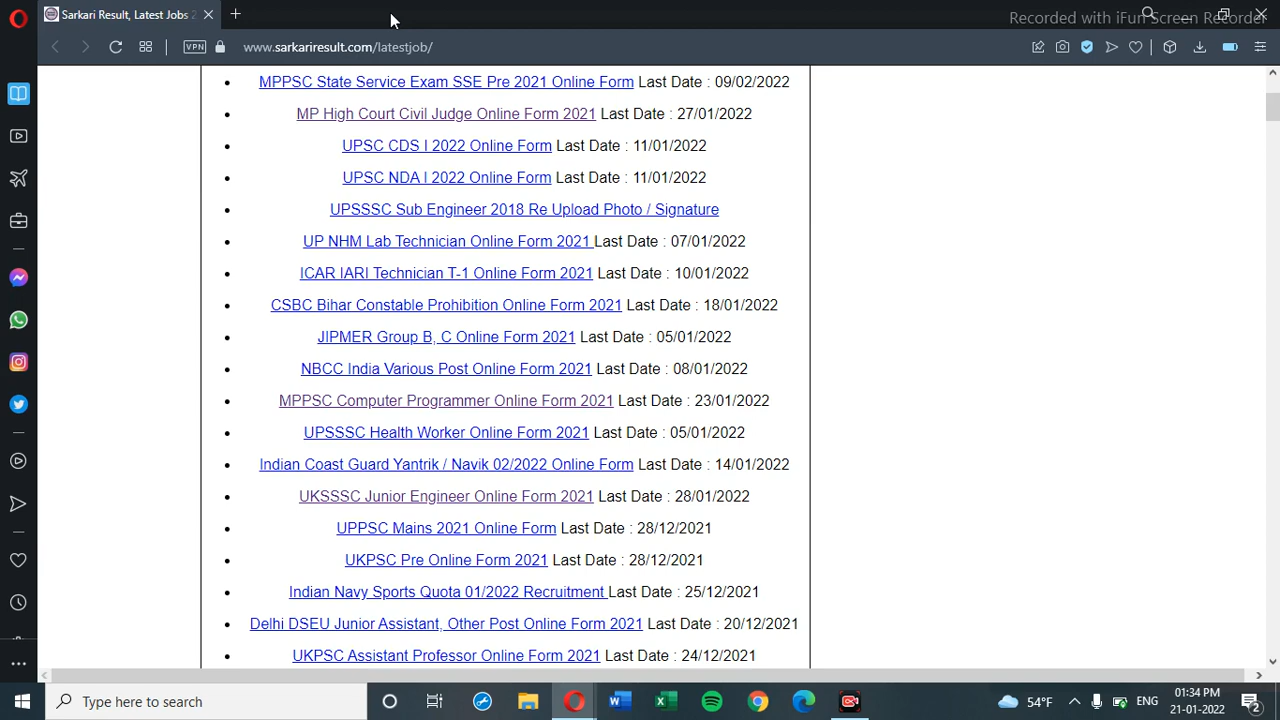 Sarkari Result, Latest Jobs 2
Recorded with iFun Screen Recorder
VPN
www.sarkariresult.com/latestjob/
MPPSC State Service Exam SSE Pre 2021 Online Form Last Date : 09/02/2022
MP High Court Civil Judge Online Form 2021 Last Date : 27/01/2022
UPSC CDS I 2022 Online Form Last Date : 11/01/2022
UPSC NDA I 2022 Online Form Last Date : 11/01/2022
UPSSSC Sub Engineer 2018 Re Upload Photo / Signature
UP NHM Lab Technician Online Form 2021 Last Date : 07/01/2022
ICAR IARI Technician T-1 Online Form 2021 Last Date : 10/01/2022
CSBC Bihar Constable Prohibition Online Form 2021 Last Date : 18/01/2022
JIPMER Group B, C Online Form 2021 Last Date : 05/01/2022
NBCC India Various Post Online Form 2021 Last Date : 08/01/2022
MPPSC Computer Programmer Online Form 2021 Last Date : 23/01/2022
UPSSSC Health Worker Online Form 2021 Last Date : 05/01/2022
Indian Coast Guard Yantrik / Navik 02/2022 Online Form Last Date : 14/01/2022
UKSSSC Junior Engineer Online Form 2021 Last Date : 28/01/2022
UPPSC Mains 2021 Online Form Last Date : 28/12/2021
UKPSC Pre Online Form 2021 Last Date : 28/12/2021
Indian Navy Sports Quota 01/2022 Recruitment Last Date : 25/12/2021
Delhi DSEU Junior Assistant, Other Post Online Form 2021 Last Date : 20/12/2021
UKPSC Assistant Professor Online Form 2021 Last Date : 24/12/2021
Type here to search
54°F
ENG
01:34 PM
21-01-2022
2